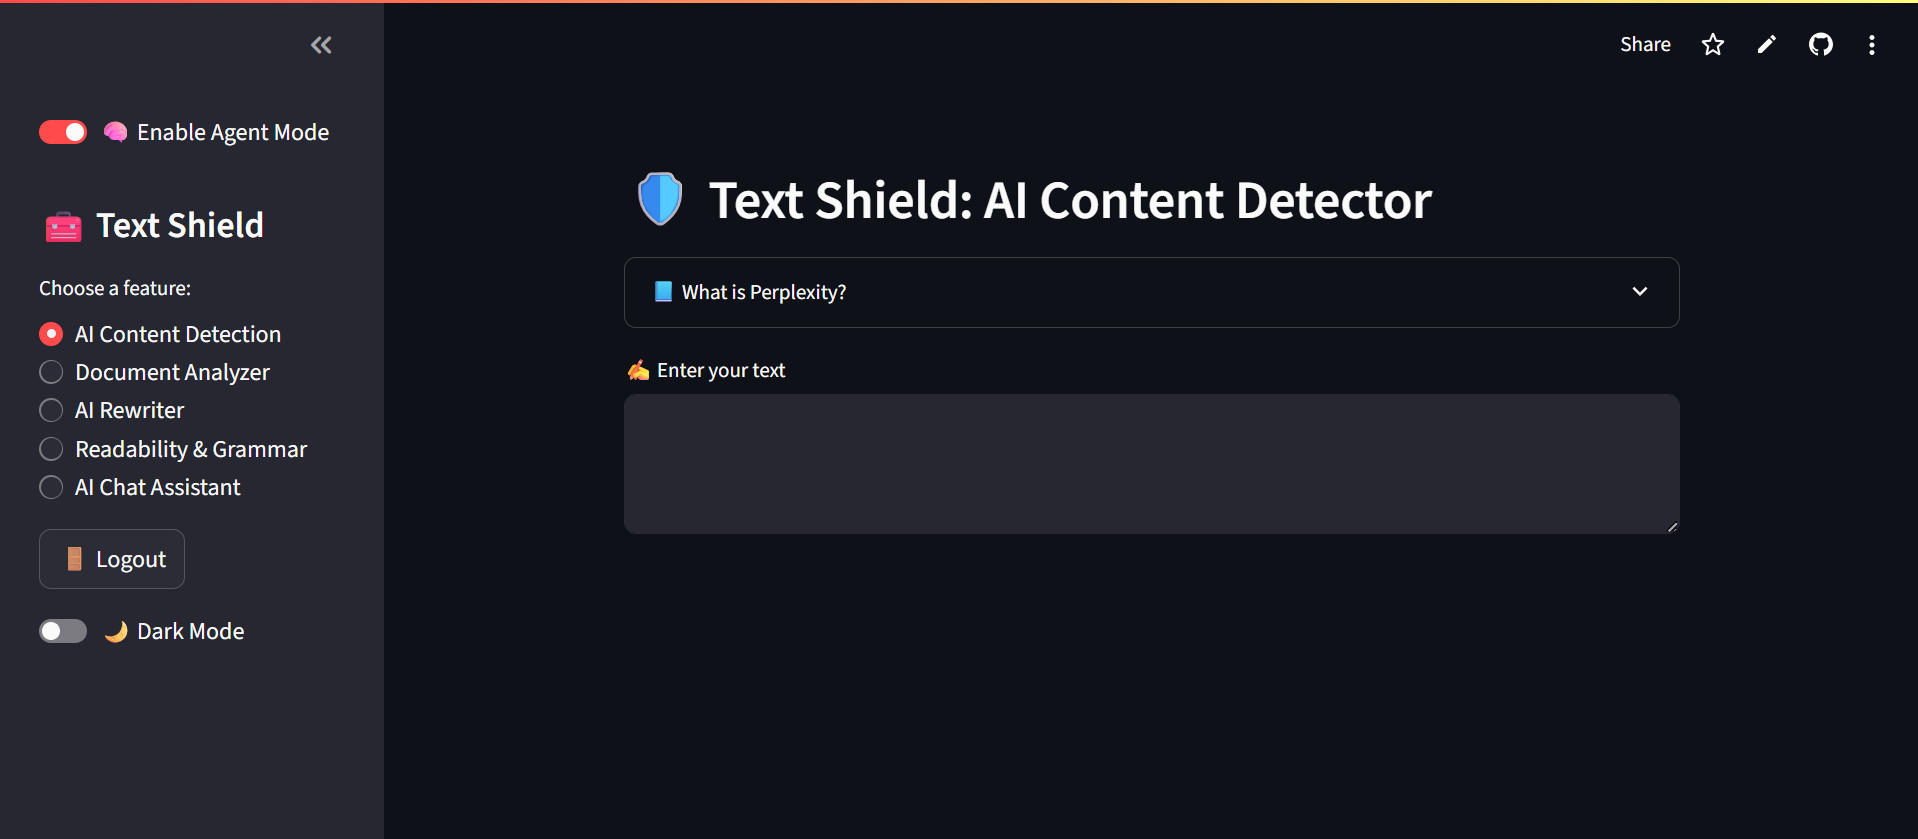 Share
🧠 Enable Agent Mode
🧰 Text Shield
Choose a feature:
AI Content Detection
Document Analyzer
AI Rewriter
Readability & Grammar
AI Chat Assistant
🚪 Logout
🌙 Dark Mode
🛡️ Text Shield: AI Content Detector
📘 What is Perplexity?
✍️ Enter your text